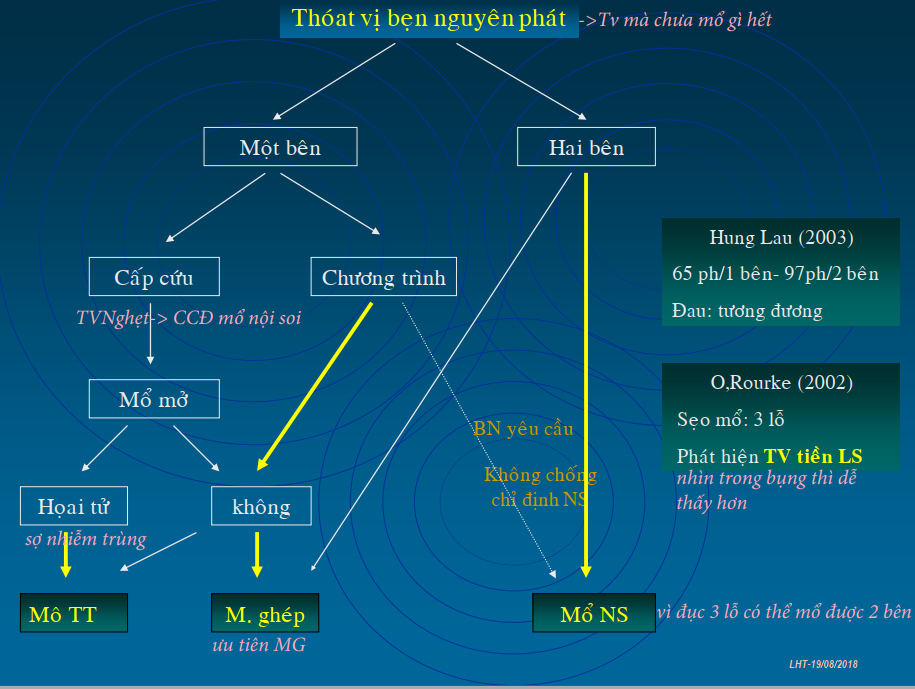 Thóat vị bẹn nguyên phát ->Tv mà chưa mổ gì hết
Một bên
Hai bên
Hung Lau (2003)
65 ph/1 bên- 97ph/2 bên
Đau: tương đương
Cấp cứu
Chương trình
TVNghẹt-> CCĐ mổ nội soi
Mổ mở
O,Rourke (2002)
Sẹo mổ: 3 lỗ
Phát hiện TV tiền LS
nhìn trong bụng thì dễ
thấy hơn
BN yêu cầu
Không chống
chỉ định NS
Họai tử
không
sợ nhiễm trùng
Mô TT
M. ghép
Mổ NS
vì đục 3 lỗ có thể mổ được 2 bên
ưu tiên MG
LHT-19/08/2018